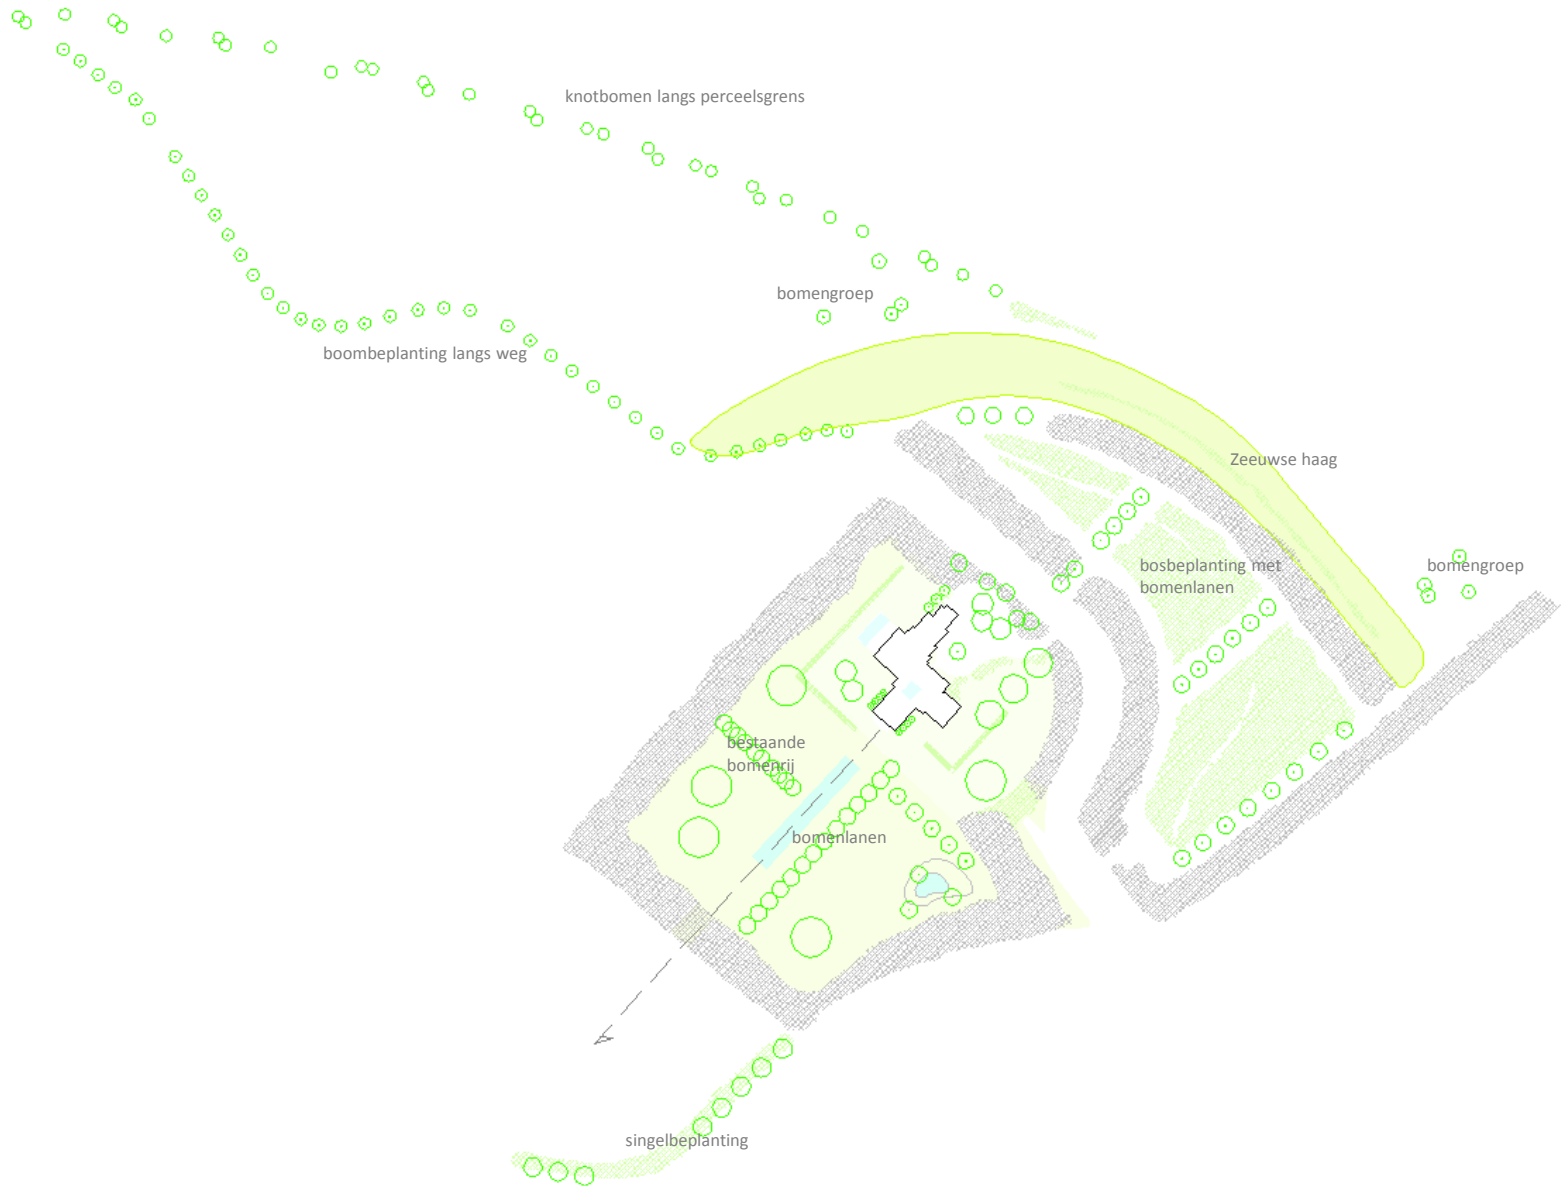 knotbomen langs perceelsgrens
bomengroep
boombeplanting langs weg
Zeeuwse haag
bosbeplanting met
bomenlanen
bomengroep
bestaande
bomenrij
bomenlanen
singelbeplanting